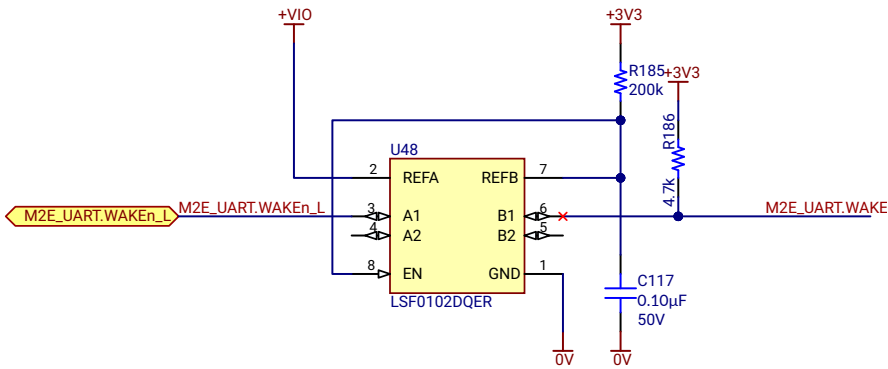 +VIO
+3V3
R185
200k
+3V3
R186
4.7k
U48
2
REFA
REFB
7
M2E_UART.WAKEn_L
M2E_UART.WAKEn_L
3
A1
B1
6
M2E_UART.WAKE
4
A2
B2
5
8
EN
GND
1
LSF0102DQER
C117
0.10µF
50V
0V
0V